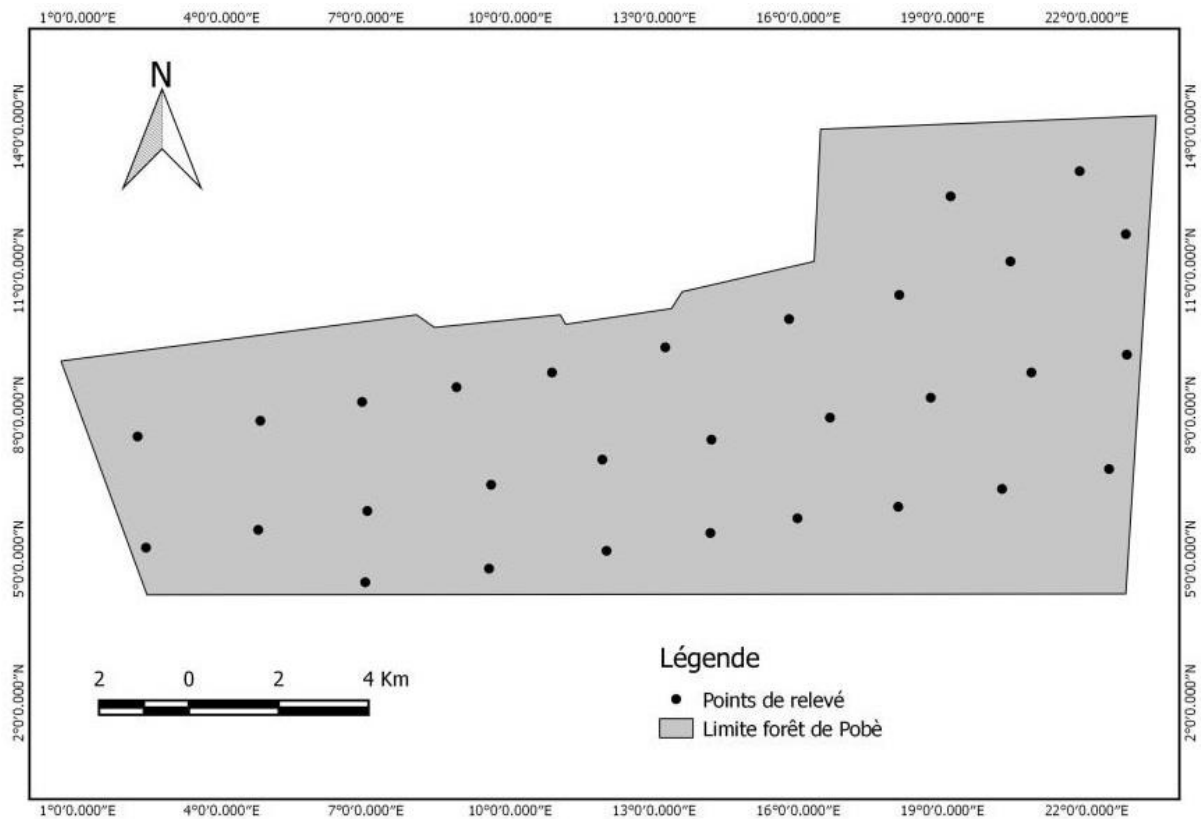 1°0'0.000"E 4°0'0.000"E 7°0'0.000"E 10°0'0.000"E 13°0'0.000"E 16°0'0.000"E 19°0'0.000"E 22°0'0.000"E
N
14°0'0.000"N 14°0'0.000"N
11°0'0.000"N 11°0'0.000"N
8°0'0.000"N 8°0'0.000"N
5°0'0.000"N 5°0'0.000"N
2°0'0.000"N 2°0'0.000"N
2 0 2 4 Km
Légende
Points de relevé
Limite forêt de Pobè
1°0'0.000"E 4°0'0.000"E 7°0'0.000"E 10°0'0.000"E 13°0'0.000"E 16°0'0.000"E 19°0'0.000"E 22°0'0.000"E